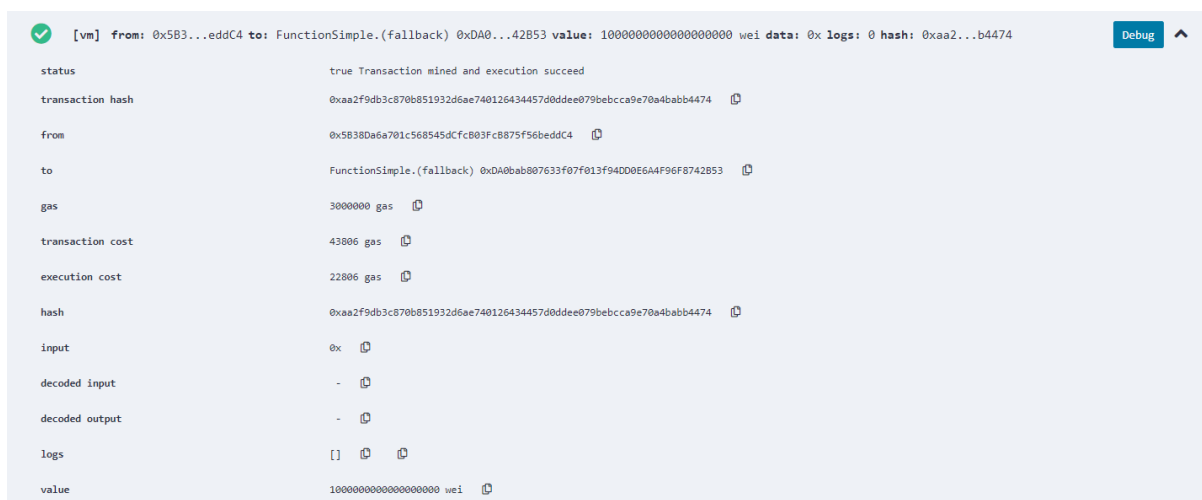 [vm] from: 0x5B3...eddC4 to: FunctionSimple.(fallback) 0xDA0...42B53 value: 1000000000000000000 wei data: 0x logs: 0 hash: 0xaa2...b4474 Debug
status true Transaction mined and execution succeed
transaction hash 0xaa2f9db3c870b851932d6ae740126434457d0ddee079bebcca9e70a4babb4474
from 0x5B38Da6a701c568545dCfcB03FcB875f56beddC4
to FunctionSimple.(fallback) 0xDA0bab807633f07f013f94DD0E6A4F96F8742B53
gas 3000000 gas
transaction cost 43806 gas
execution cost 22806 gas
hash 0xaa2f9db3c870b851932d6ae740126434457d0ddee079bebcca9e70a4babb4474
input 0x
decoded input -
decoded output -
logs []
value 1000000000000000000 wei